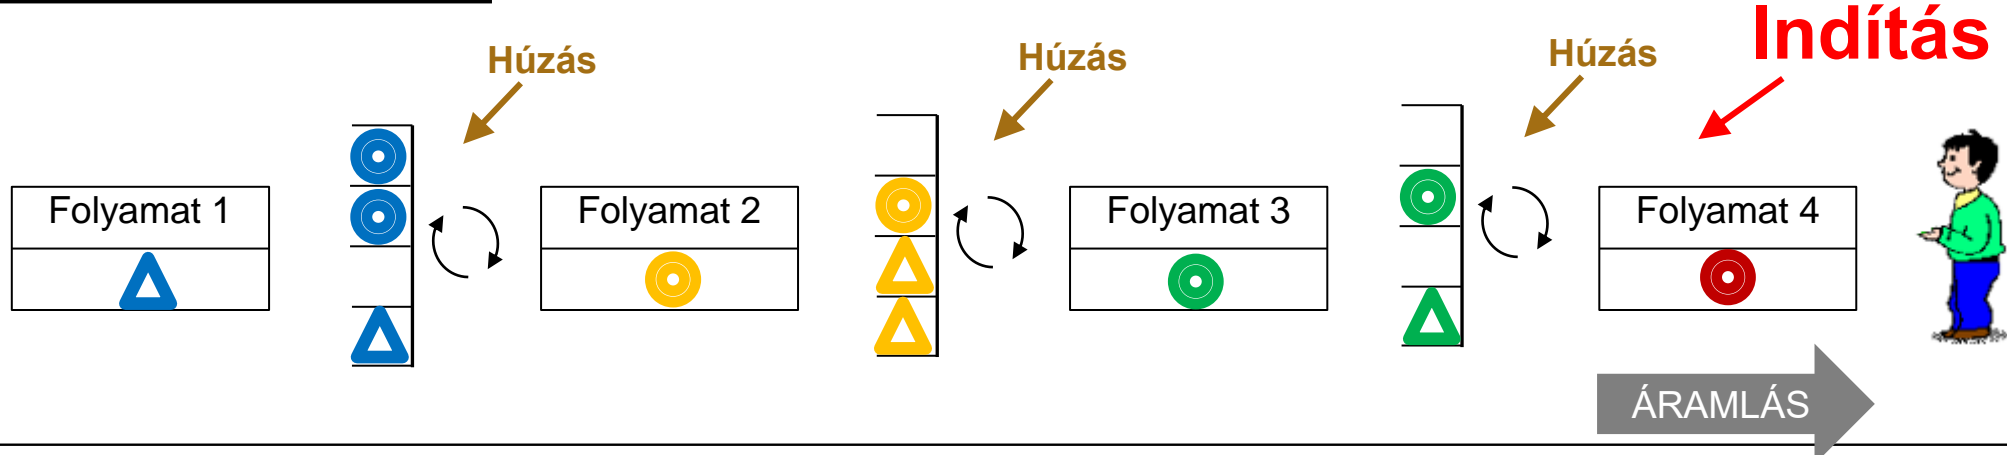 Indítás
Húzás
Húzás
Húzás
Folyamat 1
Folyamat 2
Folyamat 3
Folyamat 4
ÁRAMLÁS